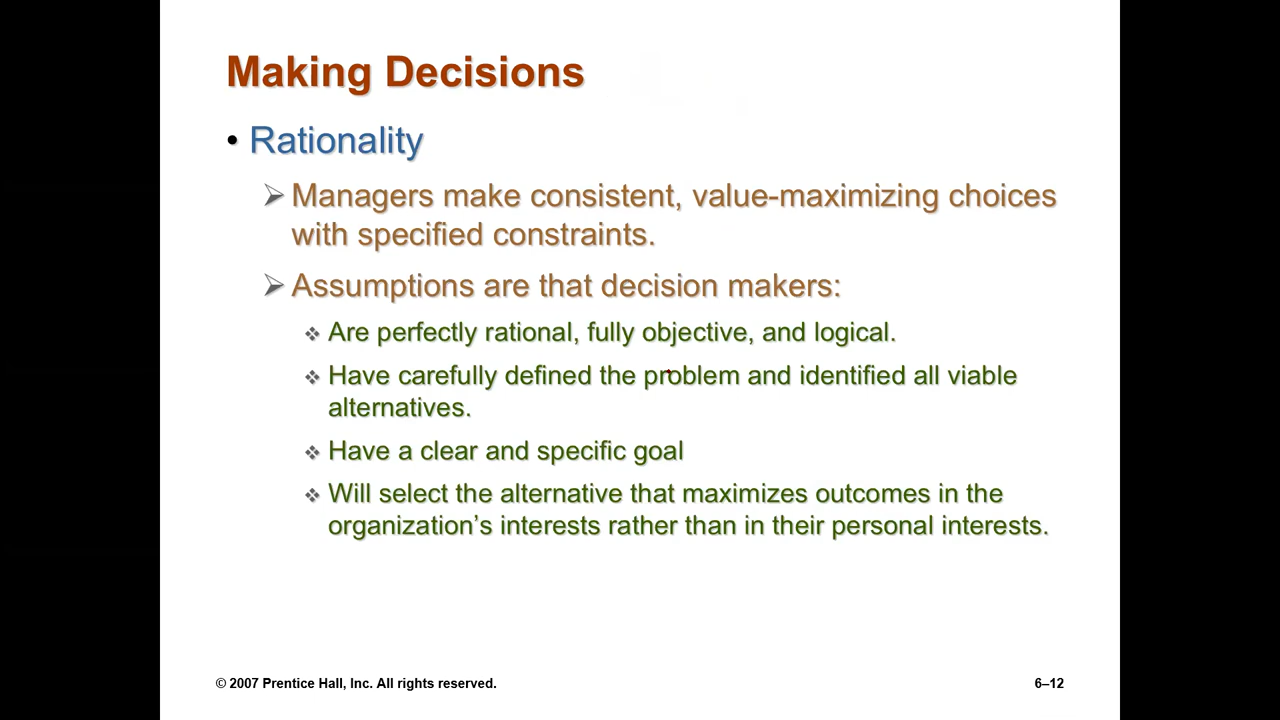 Making Decisions
• Rationality
➢ Managers make consistent, value-maximizing choices
with specified constraints.
➢ Assumptions are that decision makers:
❖ Are perfectly rational, fully objective, and logical.
❖ Have carefully defined the problem and identified all viable
alternatives.
❖ Have a clear and specific goal
❖ Will select the alternative that maximizes outcomes in the
organization’s interests rather than in their personal interests.
© 2007 Prentice Hall, Inc. All rights reserved.
6–12